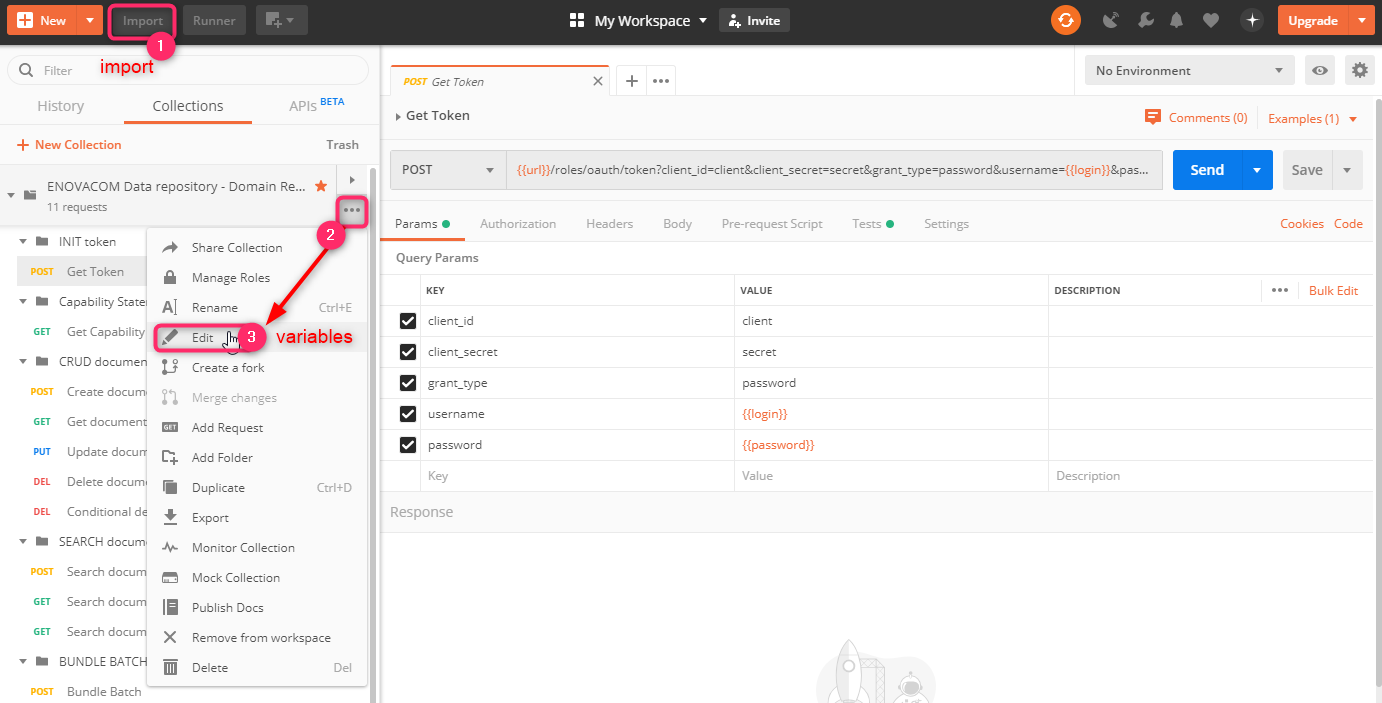 New
Import
Runner
My Workspace
Invite
Upgrade
1
import
Filter
History
Collections
APIs BETA
New Collection
Trash
ENOVACOM Data repository - Domain Re...
11 requests
2
INIT token
POST Get Token
Capability State
GET Get Capability
CRUD documen
POST Create docum
GET Get document
PUT Update docum
DEL Delete docume
DEL Conditional de
SEARCH docum
POST Search docum
GET Search docum
GET Search docum
BUNDLE BATCH
POST Bundle Batch
Share Collection
Manage Roles
Rename Ctrl+E
Edit
3
variables
Create a fork
Merge changes
GET Add Request
Add Folder
Duplicate Ctrl+D
Export
Monitor Collection
Mock Collection
Publish Docs
Remove from workspace
Delete Del
POST Get Token
No Environment
Get Token
Comments (0)
Examples (1)
POST
{{url}}/roles/oauth/token?client_id=client&client_secret=secret&grant_type=password&username={{login}}&pas...
Send
Save
Params
Authorization
Headers
Body
Pre-request Script
Tests
Settings
Cookies
Code
Query Params
KEY VALUE DESCRIPTION
Bulk Edit
client_id client
client_secret secret
grant_type password
username {{login}}
password {{password}}
Key Value Description
Response